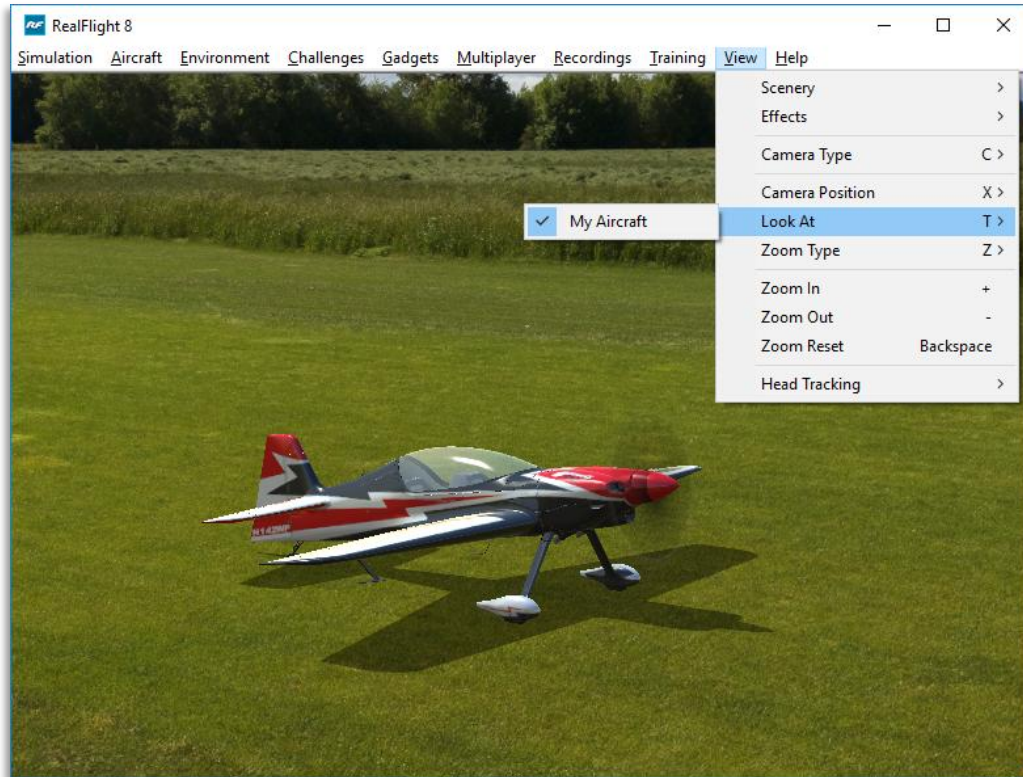 RF RealFlight 8
Simulation Aircraft Environment Challenges Gadgets Multiplayer Recordings Training View Help
Scenery >
Effects >
Camera Type C >
Camera Position X >
My Aircraft
Look At T >
Zoom Type Z >
Zoom In +
Zoom Out -
Zoom Reset Backspace
Head Tracking >